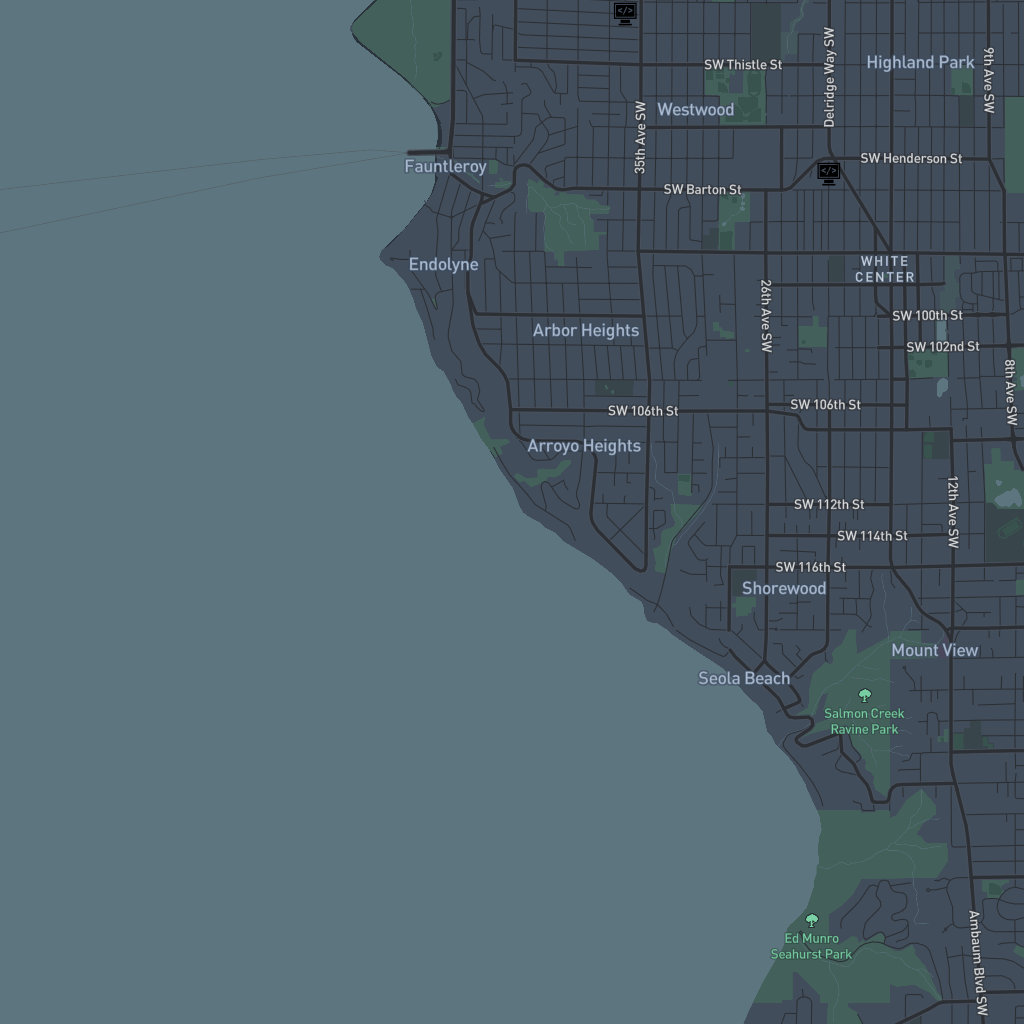 </>
SW Thistle St
Highland Park
9th Ave SW
Delridge Way SW
Westwood
35th Ave SW
Fauntleroy
SW Henderson St
</>
SW Barton St
Endolyne
WHITE
CENTER
26th Ave SW
SW 100th St
Arbor Heights
SW 102nd St
8th Ave SW
SW 106th St
SW 106th St
Arroyo Heights
12th Ave SW
SW 112th St
SW 114th St
SW 116th St
Shorewood
Mount View
Seola Beach
Salmon Creek
Ravine Park
Ambaum Blvd SW
Ed Munro
Seahurst Park